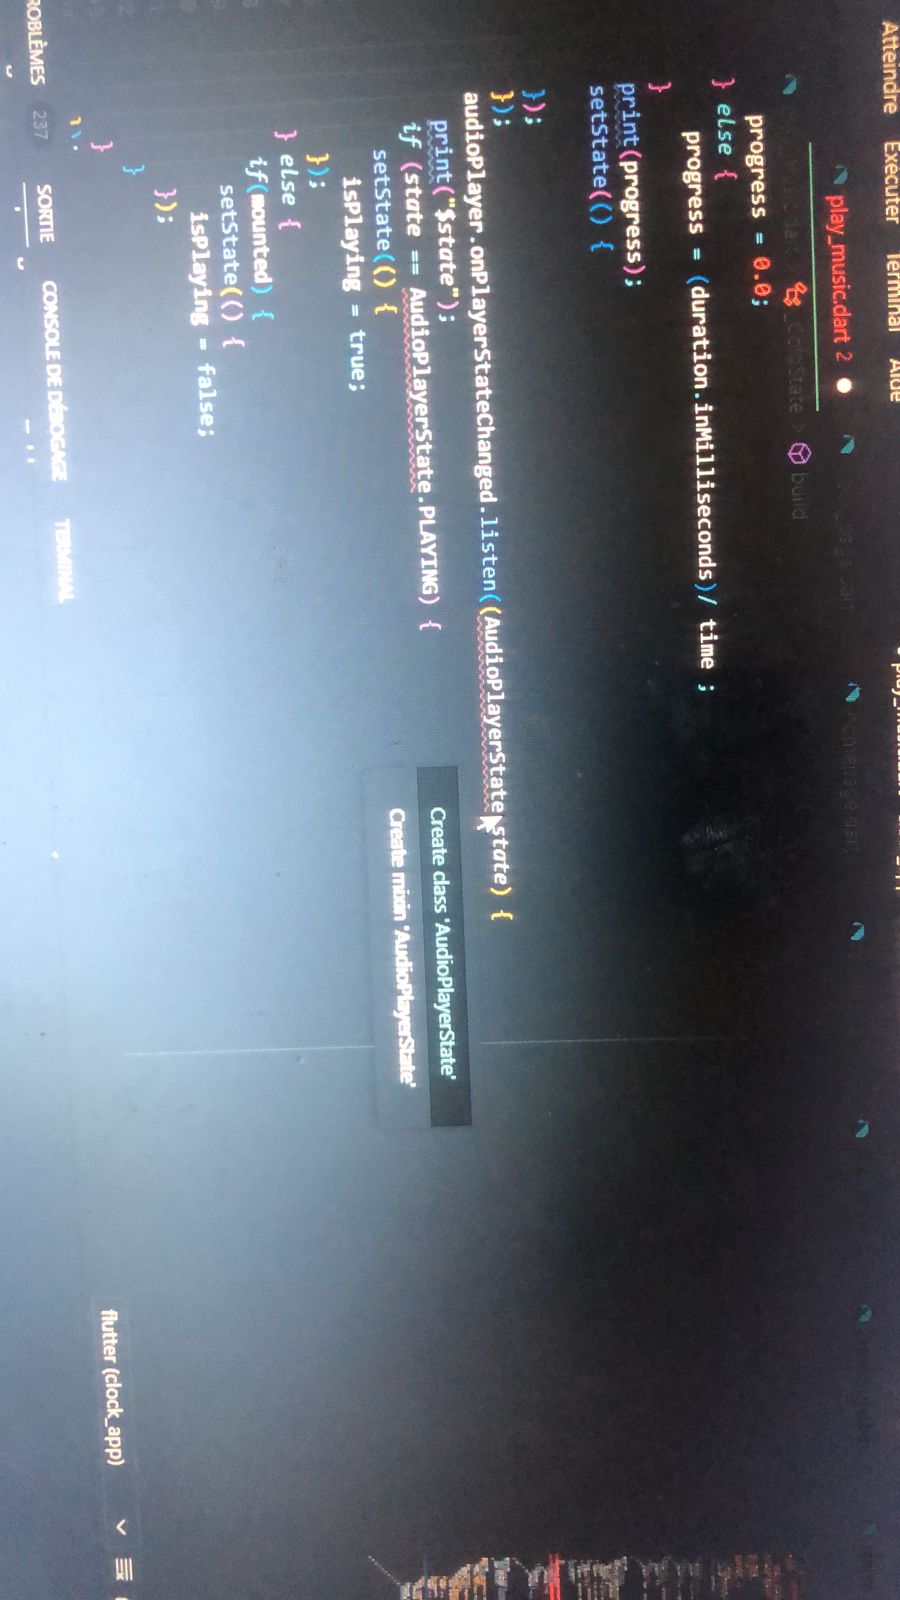 Atteindre Exécuter Terminal Aide
play_music.dart 2
_ColoState > build
progress = 0.0;
} else {
progress = (duration.inMilliseconds)/ time ;
}
print(progress);
setState(() {
});
});
audioPlayer.onPlayerStateChanged.listen((AudioPlayerState state) {
print("$state");
if (state == AudioPlayerState.PLAYING) {
setState(() {
isPlaying = true;
});
} else {
if(mounted) {
setState(() {
isPlaying = false;
});
}
}
Create class 'AudioPlayerState'
Create mixin 'AudioPlayerState'
flutter (clock_app)
ROBLÈMES 237 SORTIE CONSOLE DE DÉBOGAGE TERMINAL